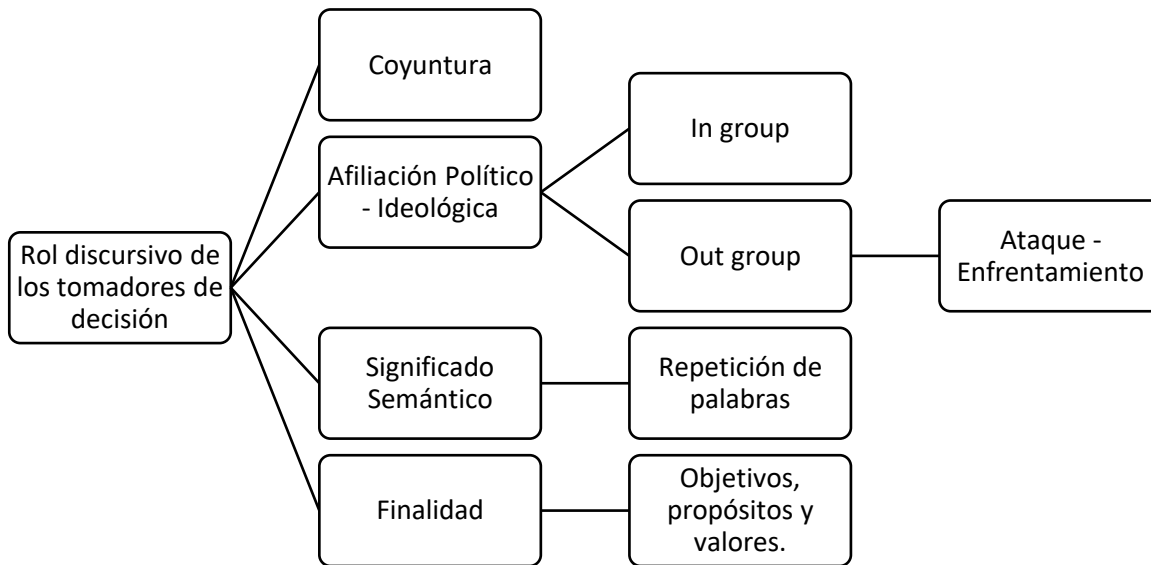 Rol discursivo de
los tomadores de
decisión
Coyuntura
Afiliación Político
- Ideológica
In group
Out group
Ataque -
Enfrentamiento
Significado
Semántico
Repetición de
palabras
Finalidad
Objetivos,
propósitos y
valores.